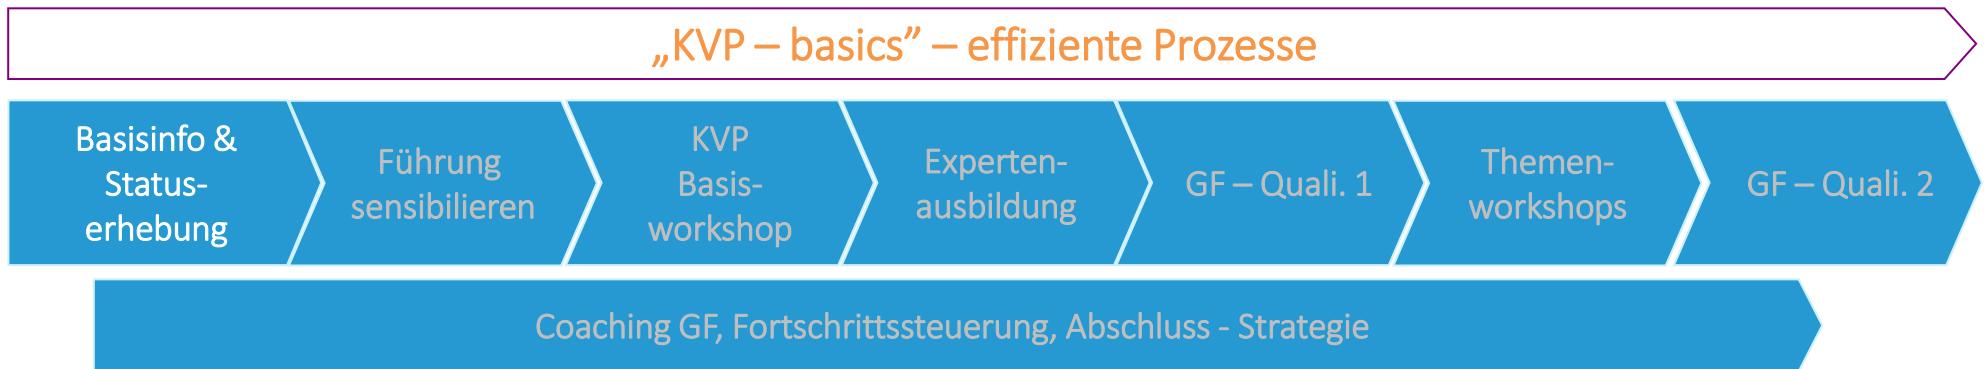 „KVP – basics” – effiziente Prozesse
Basisinfo &
Status-
erhebung
Führung
sensibilieren
KVP
Basis-
workshop
Experten-
ausbildung
GF – Quali. 1
Themen-
workshops
GF – Quali. 2
Coaching GF, Fortschrittssteuerung, Abschluss - Strategie